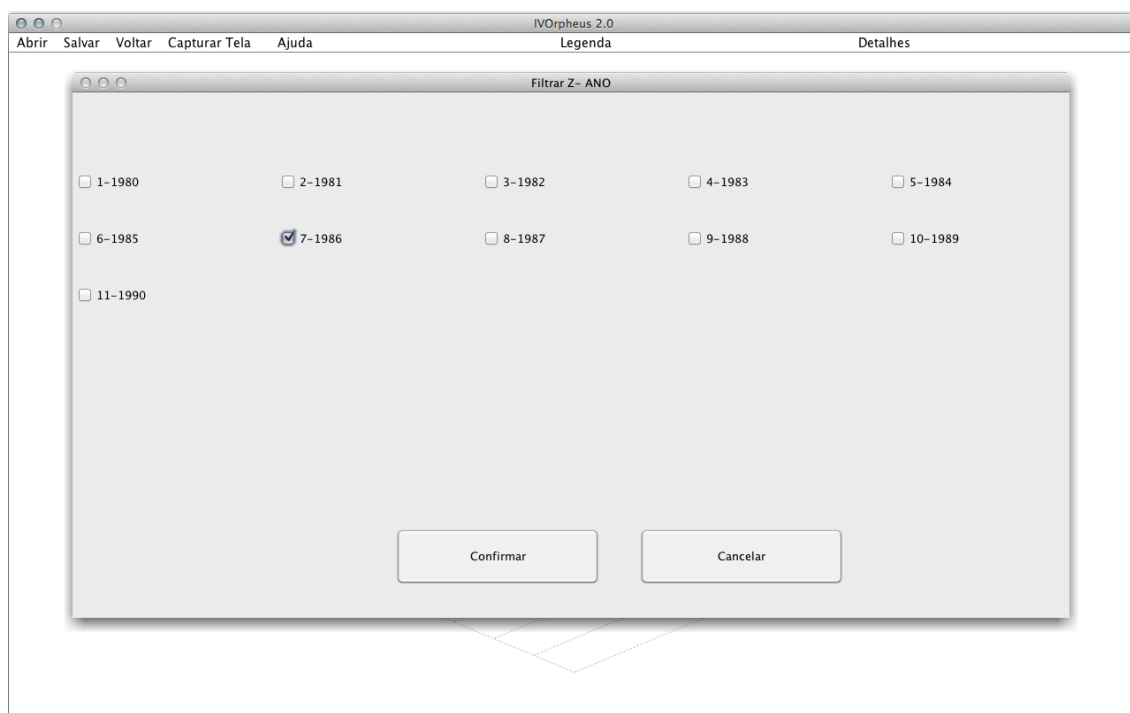 IVOrpheus 2.0
Abrir Salvar Voltar Capturar Tela Ajuda Legenda Detalhes
Filtrar Z- ANO
1-1980 2-1981 3-1982 4-1983 5-1984
6-1985 7-1986 8-1987 9-1988 10-1989
11-1990
Confirmar Cancelar